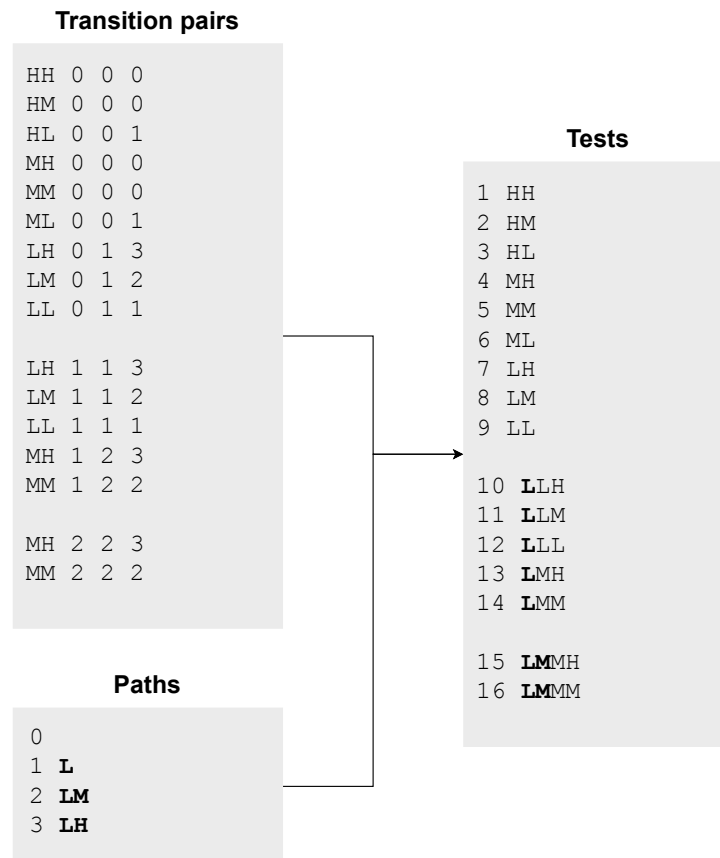 Transition pairs
HH 0 0 0
HM 0 0 0
HL 0 0 1
MH 0 0 0
MM 0 0 0
ML 0 0 1
LH 0 1 3
LM 0 1 2
LL 0 1 1
LH 1 1 3
LM 1 1 2
LL 1 1 1
MH 1 2 3
MM 1 2 2
MH 2 2 3
MM 2 2 2
Paths
0
1 L
2 LM
3 LH
Tests
1 HH
2 HM
3 HL
4 MH
5 MM
6 ML
7 LH
8 LM
9 LL
10 LLH
11 LLM
12 LLL
13 LMH
14 LMM
15 LMMH
16 LMMM